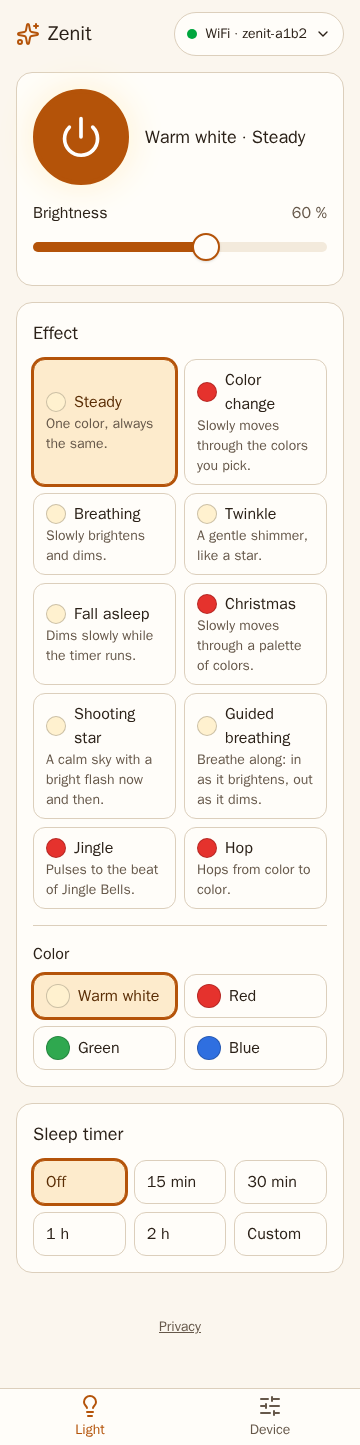 Zenit
WiFi · zenit-a1b2
Warm white · Steady
Brightness
60 %
Effect
Steady
One color, always
the same.
Color
change
Slowly moves
through the colors
you pick.
Breathing
Slowly brightens
and dims.
Twinkle
A gentle shimmer,
like a star.
Fall asleep
Dims slowly while
the timer runs.
Christmas
Slowly moves
through a palette
of colors.
Shooting
star
A calm sky with a
bright flash now
and then.
Guided
breathing
Breathe along: in
as it brightens, out
as it dims.
Jingle
Pulses to the beat
of Jingle Bells.
Hop
Hops from color to
color.
Color
Warm white
Red
Green
Blue
Sleep timer
Off
15 min
30 min
1 h
2 h
Custom
Privacy
Light
Device